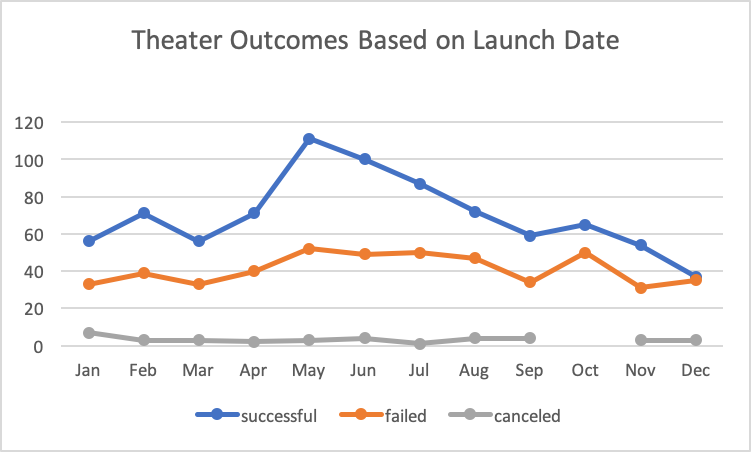 Theater Outcomes Based on Launch Date
120
100
80
60
40
20
0
Jan Feb Mar Apr May Jun Jul Aug Sep Oct Nov Dec
successful failed canceled